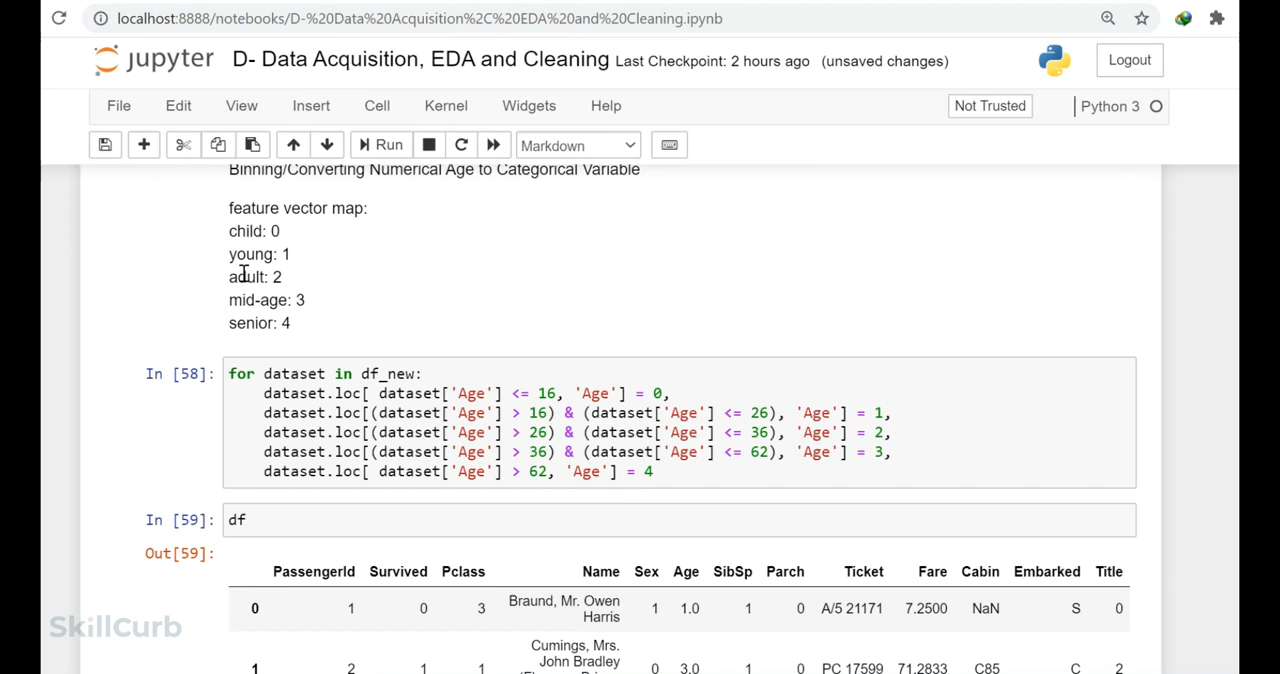 localhost:8888/notebooks/D-%20Data%20Acquisition%2C%20EDA%20and%20Cleaning.ipynb
jupyter D- Data Acquisition, EDA and Cleaning Last Checkpoint: 2 hours ago (unsaved changes) Logout
File Edit View Insert Cell Kernel Widgets Help Not Trusted Python 3
Run Markdown
Binning/Converting Numerical Age to Categorical Variable
feature vector map:
child: 0
young: 1
adult: 2
mid-age: 3
senior: 4
In [58]: for dataset in df_new:
dataset.loc[ dataset['Age'] <= 16, 'Age'] = 0,
dataset.loc[(dataset['Age'] > 16) & (dataset['Age'] <= 26), 'Age'] = 1,
dataset.loc[(dataset['Age'] > 26) & (dataset['Age'] <= 36), 'Age'] = 2,
dataset.loc[(dataset['Age'] > 36) & (dataset['Age'] <= 62), 'Age'] = 3,
dataset.loc[ dataset['Age'] > 62, 'Age'] = 4
In [59]: df
Out[59]:
PassengerId Survived Pclass Name Sex Age SibSp Parch Ticket Fare Cabin Embarked Title
0 1 0 3 Braund, Mr. Owen Harris 1 1.0 1 0 A/5 21171 7.2500 NaN S 0
SkillCurb
1 2 1 1 Cumings, Mrs. John Bradley 0 3.0 1 0 PC 17599 71.2833 C85 C 2